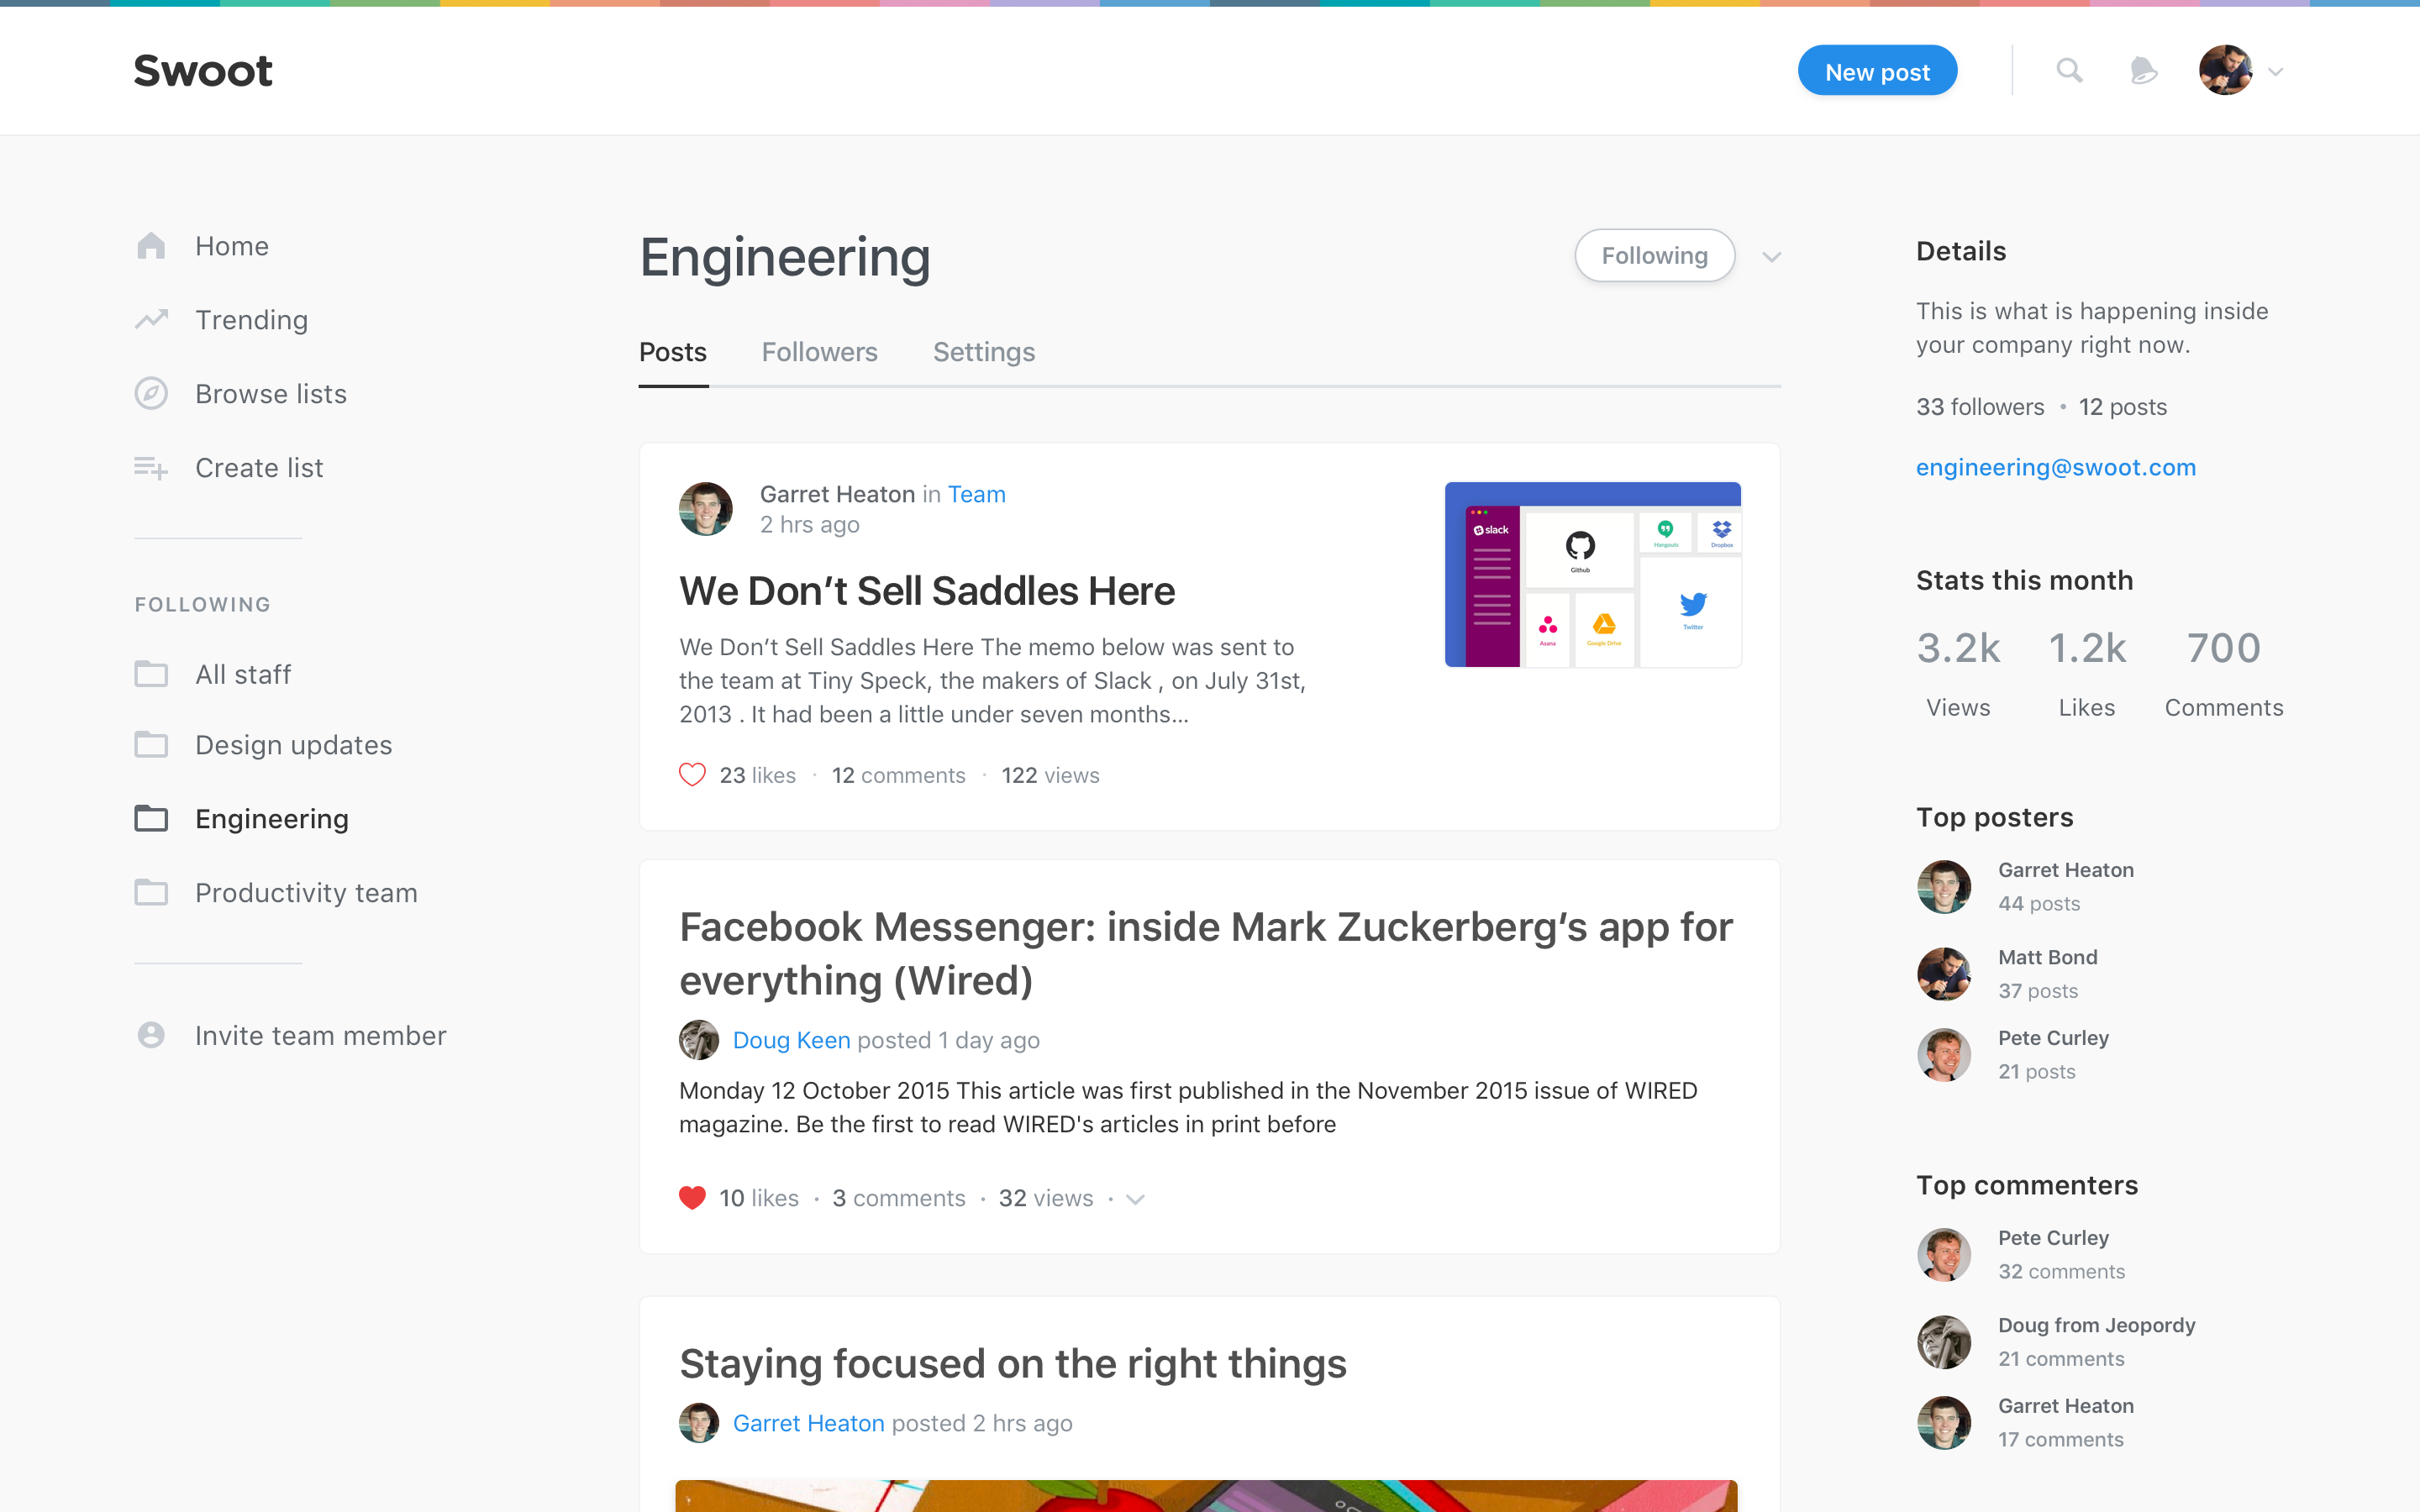 Swoot
New post
Home
Trending
Browse lists
Create list
FOLLOWING
All staff
Design updates
Engineering
Productivity team
Invite team member
Engineering
Following
Posts
Followers
Settings
Garret Heaton in Team
2 hrs ago
We Don’t Sell Saddles Here
We Don’t Sell Saddles Here The memo below was sent to
the team at Tiny Speck, the makers of Slack , on July 31st,
2013 . It had been a little under seven months...
23 likes · 12 comments · 122 views
slack
Github
Hangouts
Dropbox
Asana
Google Drive
Twitter
Facebook Messenger: inside Mark Zuckerberg’s app for
everything (Wired)
Doug Keen posted 1 day ago
Monday 12 October 2015 This article was first published in the November 2015 issue of WIRED
magazine. Be the first to read WIRED's articles in print before
10 likes · 3 comments · 32 views ·
Staying focused on the right things
Garret Heaton posted 2 hrs ago
Details
This is what is happening inside
your company right now.
33 followers • 12 posts
engineering@swoot.com
Stats this month
3.2k 1.2k 700
Views Likes Comments
Top posters
Garret Heaton
44 posts
Matt Bond
37 posts
Pete Curley
21 posts
Top commenters
Pete Curley
32 comments
Doug from Jeopordy
21 comments
Garret Heaton
17 comments